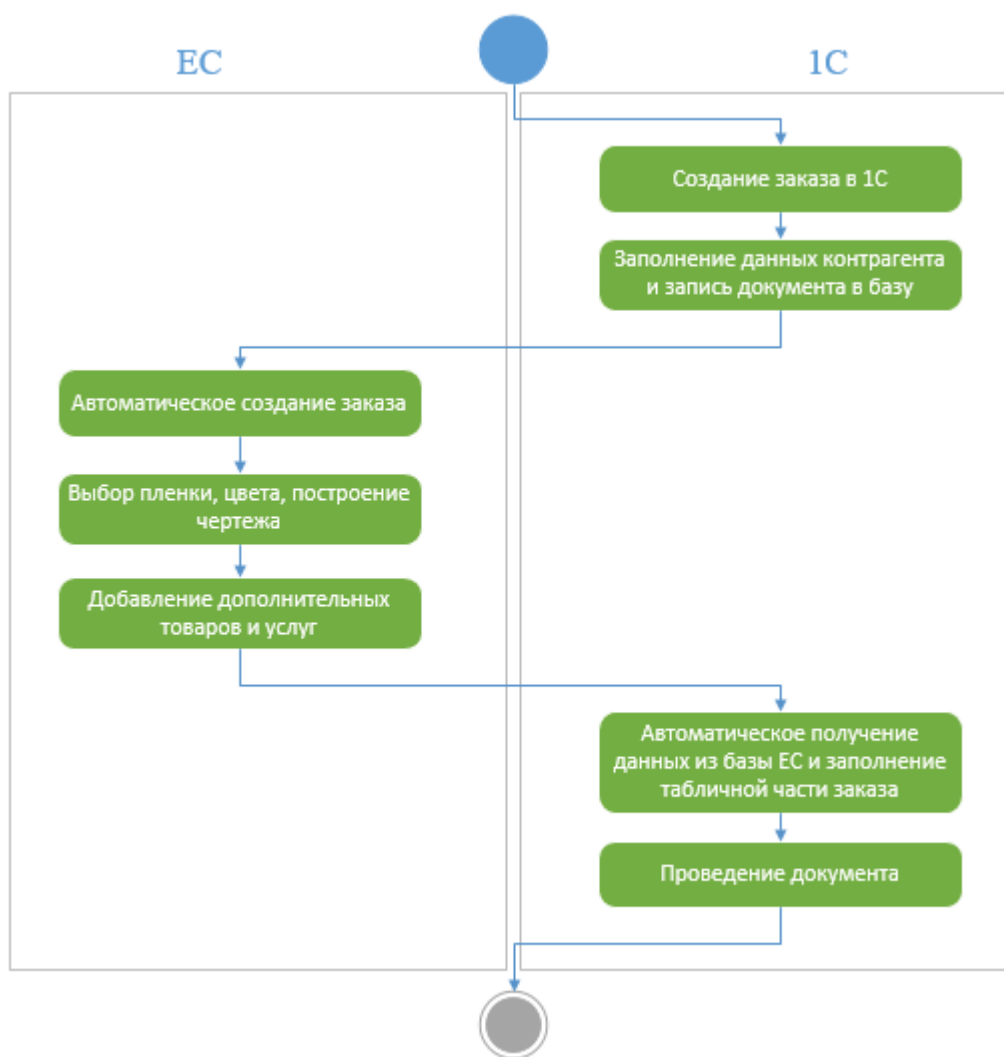 ЕС
1С
Создание заказа в 1С
Заполнение данных контрагента
и запись документа в базу
Автоматическое создание заказа
Выбор пленки, цвета, построение
чертежа
Добавление дополнительных
товаров и услуг
Автоматическое получение
данных из базы ЕС и заполнение
табличной части заказа
Проведение документа